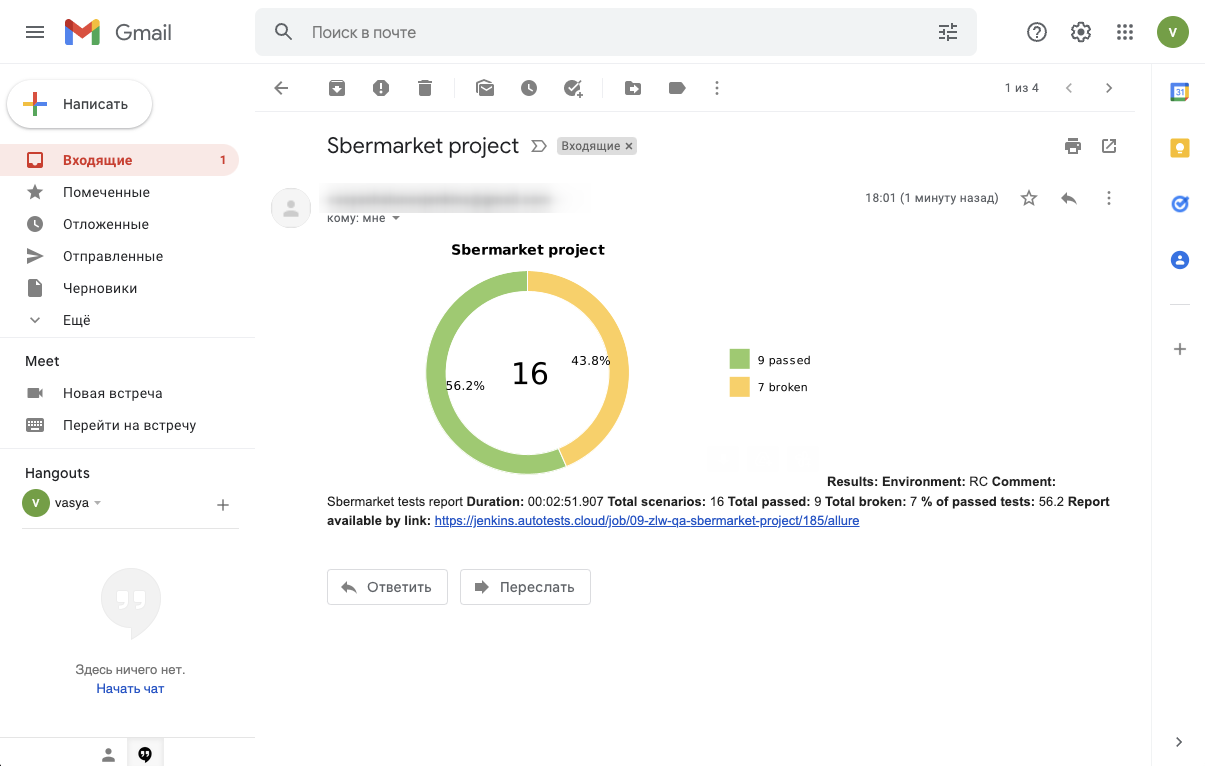 Gmail
Поиск в почте
V
Написать
1 из 4
31
Sbermarket project
Входящие ×
Входящие 1
Помеченные
Отложенные
Отправленные
Черновики
Ещё
18:01 (1 минуту назад)
кому: мне
Meet
Новая встреча
Перейти на встречу
Hangouts
V vasya
Здесь ничего нет.
Начать чат
Sbermarket project
56.2%
16
43.8%
9 passed
7 broken
Results: Environment: RC Comment:
Sbermarket tests report Duration: 00:02:51.907 Total scenarios: 16 Total passed: 9 Total broken: 7 % of passed tests: 56.2 Report
available by link: https://jenkins.autotests.cloud/job/09-zlw-qa-sbermarket-project/185/allure
Ответить
Переслать